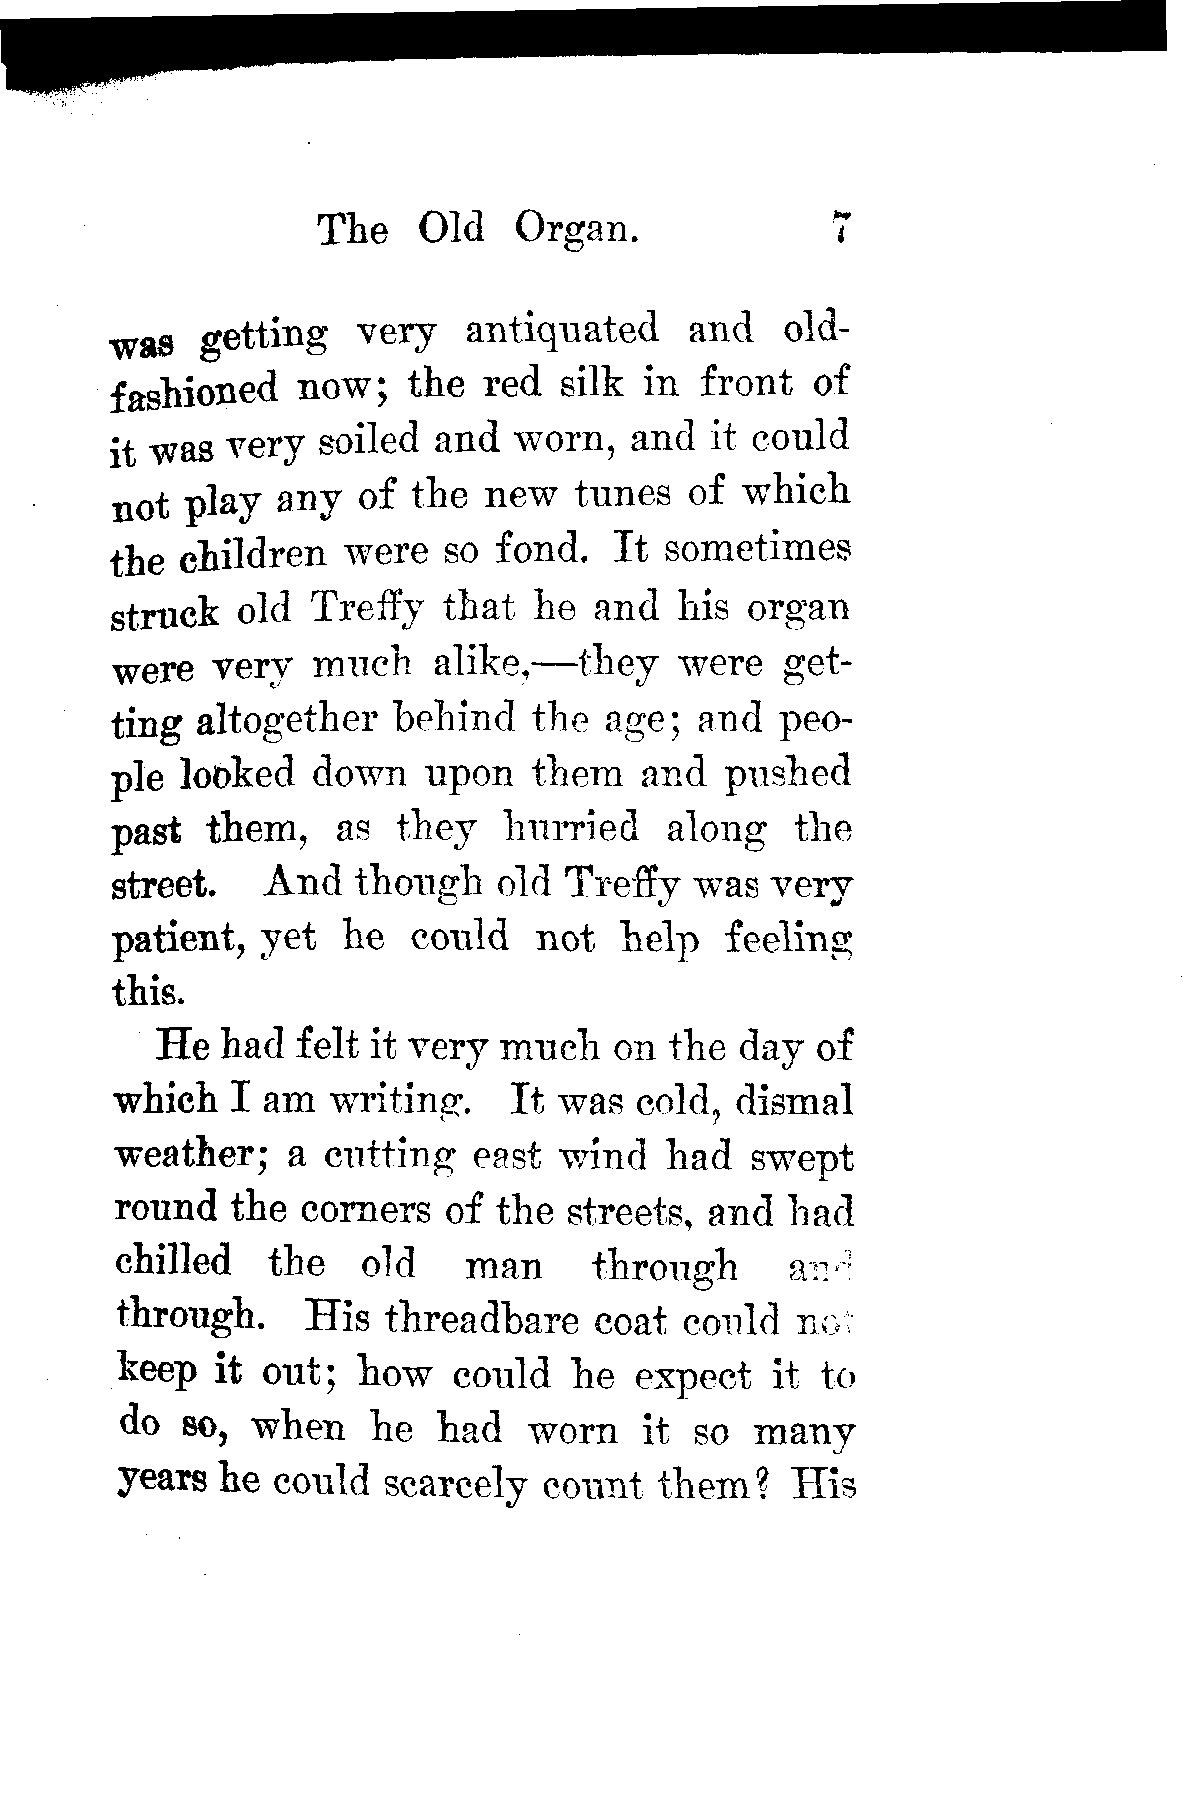 The Old Organ. 7
was getting very antiquated and old-
fashioned now; the red silk in front of
it was very soiled and worn, and it could
not play any of the new tunes of which
the children were so fond. It sometimes
struck old Treffy that he and his organ
were very much alike,—they were get-
ting altogether behind the age; and peo-
ple looked down upon them and pushed
past them, as they hurried along the
street. And though old Treffy was very
patient, yet he could not help feeling
this.
He had felt it very much on the day of
which I am writing. It was cold, dismal
weather; a cutting east wind had swept
round the corners of the streets, and had
chilled the old man through and
through. His threadbare coat could not
keep it out; how could he expect it to
do so, when he had worn it so many
years he could scarcely count them? His